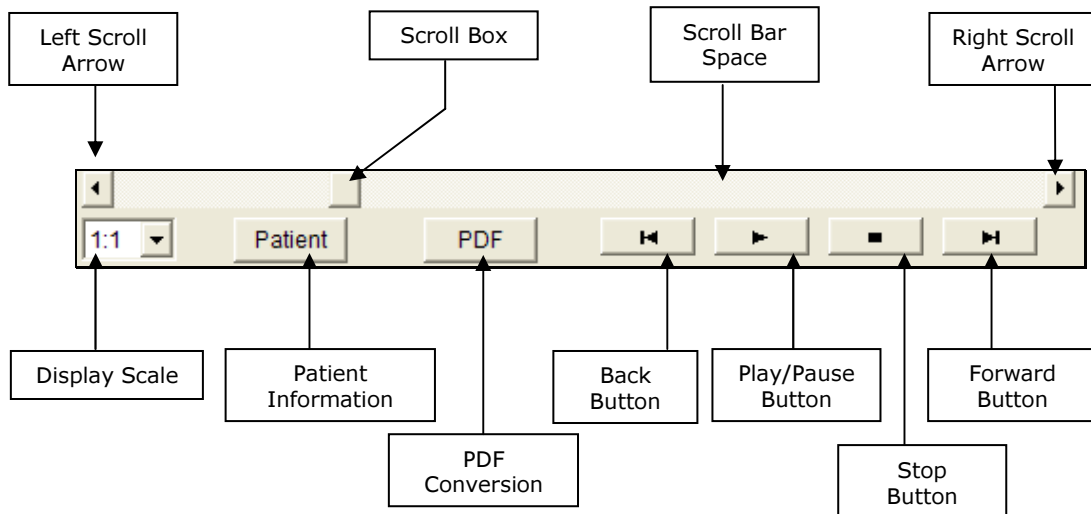 Left Scroll
Arrow
Scroll Box
Scroll Bar
Space
Right Scroll
Arrow
1:1
Patient
PDF
Display Scale
Patient
Information
PDF
Conversion
Back
Button
Play/Pause
Button
Stop
Button
Forward
Button